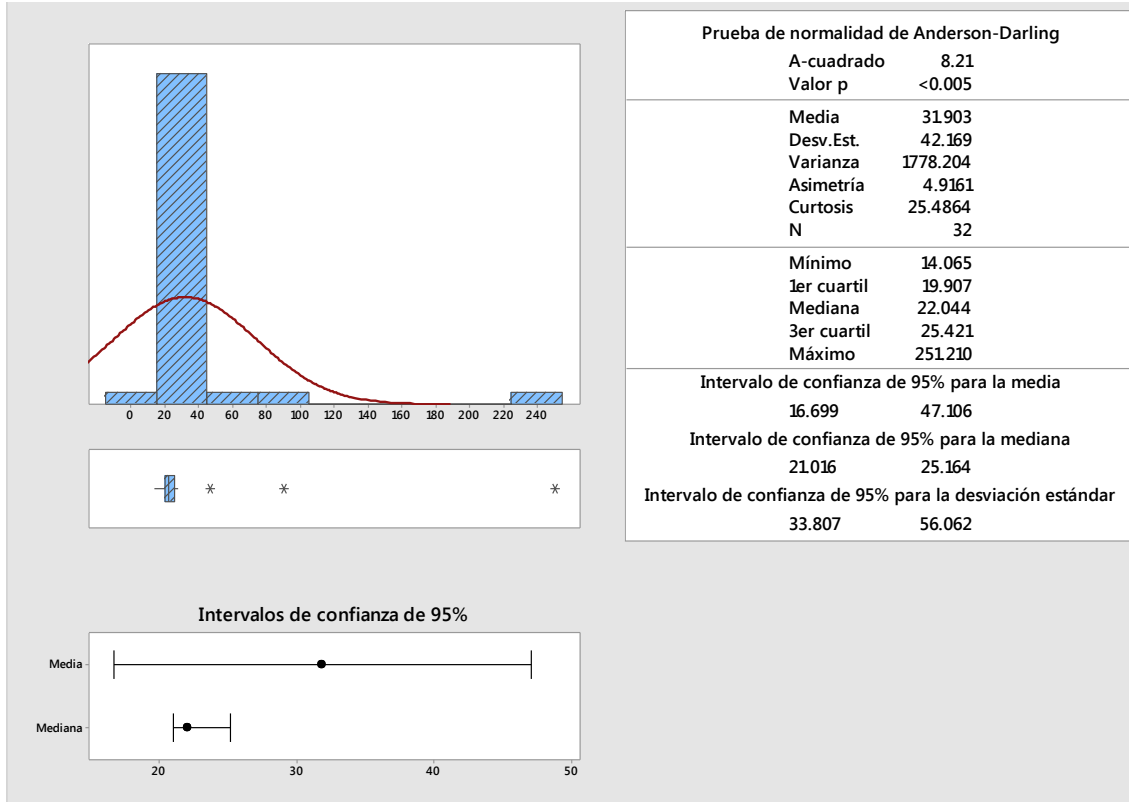 0 20 40 60 80 100 120 140 160 180 200 220 240
Intervalos de confianza de 95%
Media
Mediana
20 30 40 50
Prueba de normalidad de Anderson-Darling
A-cuadrado 8.21
Valor p <0.005
Media 31.903
Desv.Est. 42.169
Varianza 1778.204
Asimetría 4.9161
Curtosis 25.4864
N 32
Mínimo 14.065
1er cuartil 19.907
Mediana 22.044
3er cuartil 25.421
Máximo 251.210
Intervalo de confianza de 95% para la media
16.699 47.106
Intervalo de confianza de 95% para la mediana
21.016 25.164
Intervalo de confianza de 95% para la desviación estándar
33.807 56.062